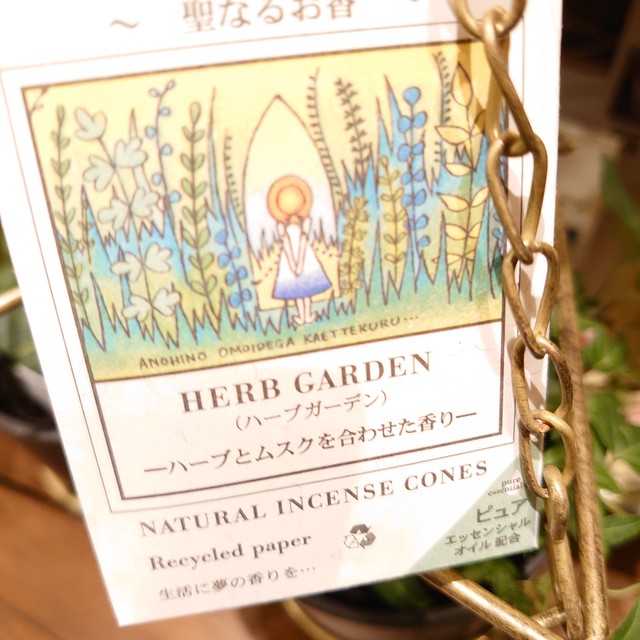 ～ 聖なるお香
ANOHINO OMOIDEGA KAETTEKURU...
HERB GARDEN
（ハーブガーデン）
―ハーブとムスクを合わせた香り―
NATURAL INCENSE CONES
Recycled paper
生活に夢の香りを…
pure
essential
ピュア
エッセンシャル
オイル配合